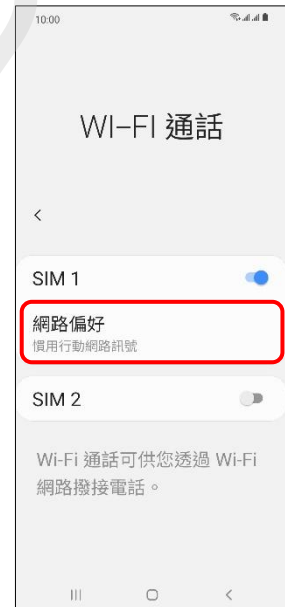 10:00
WI-FI 通話
SIM 1
網路偏好
慣用行動網路訊號
SIM 2
Wi-Fi 通話可供您透過 Wi-Fi
網路撥接電話。